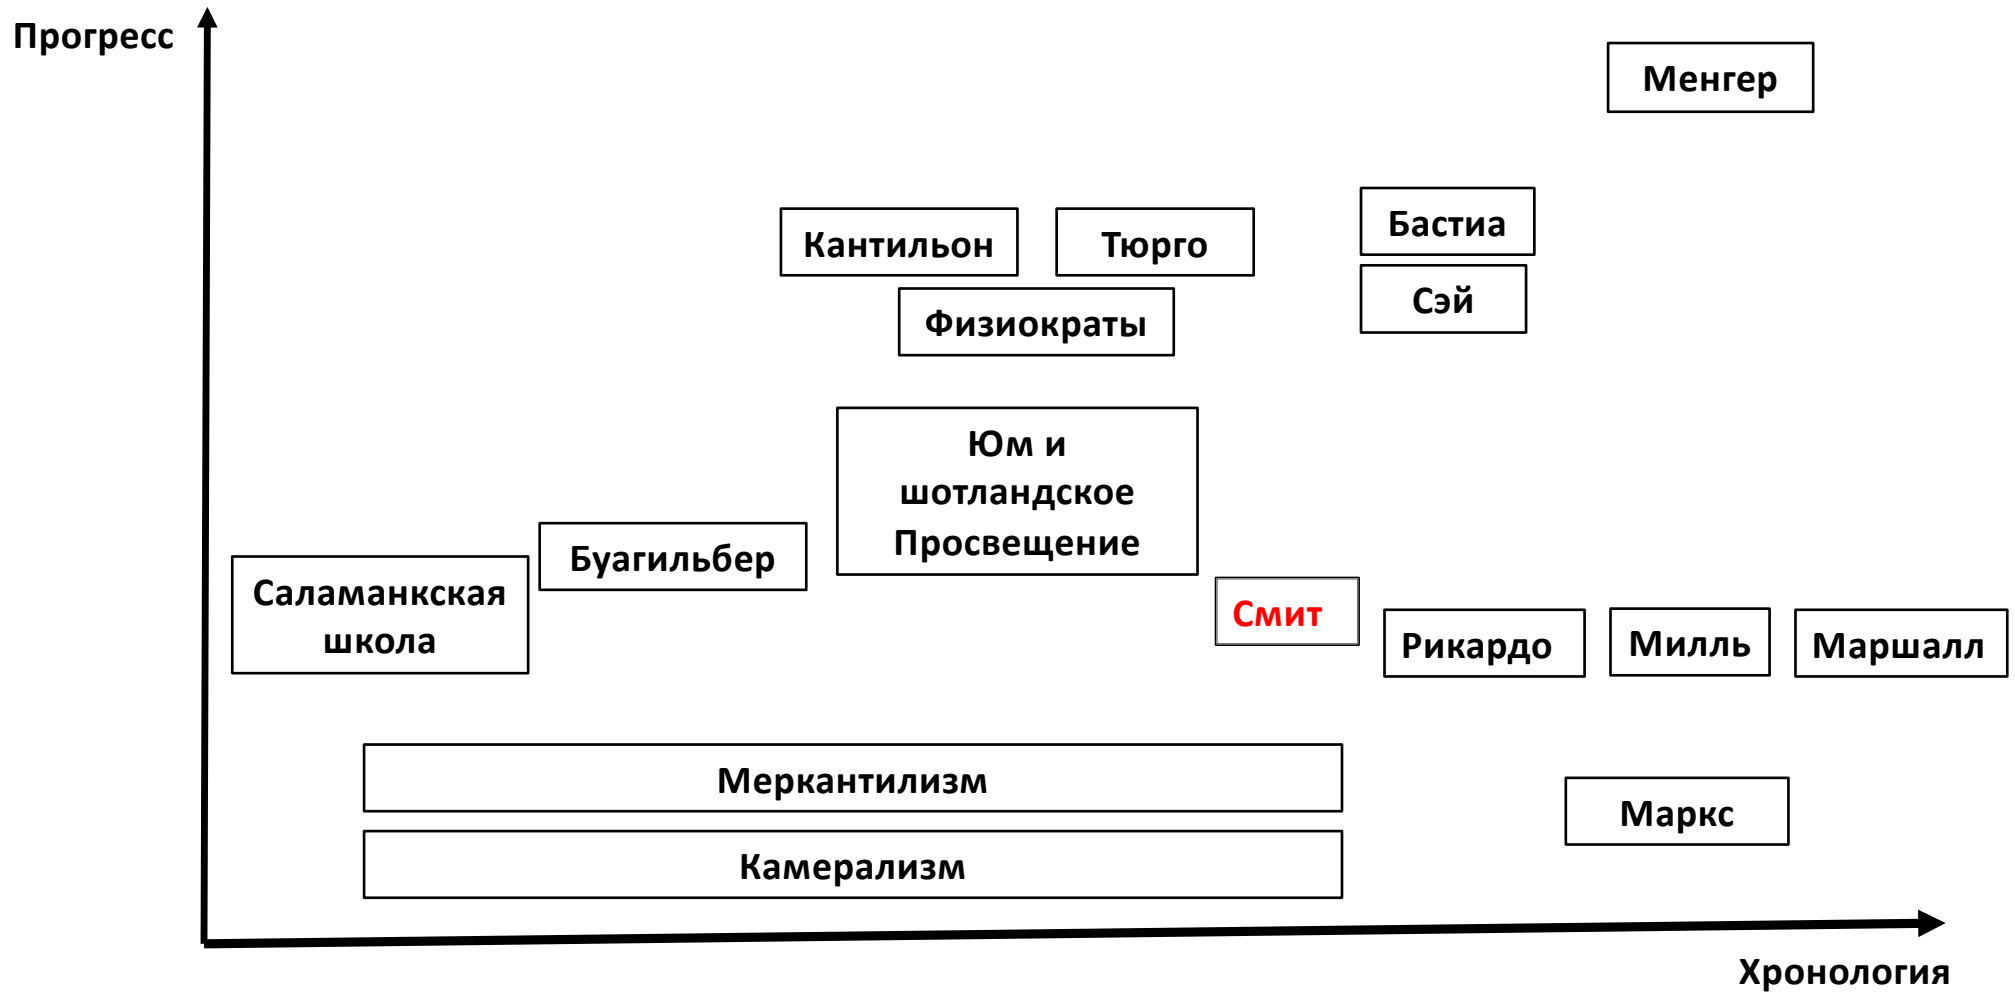 Прогресс
Менгер
Бастиа
Кантильон
Тюрго
Сэй
Физиократы
Юм и
шотландское
Просвещение
Буагильбер
Саламанкская
школа
Смит
Рикардо
Милль
Маршалл
Меркантилизм
Маркс
Камерализм
Хронология